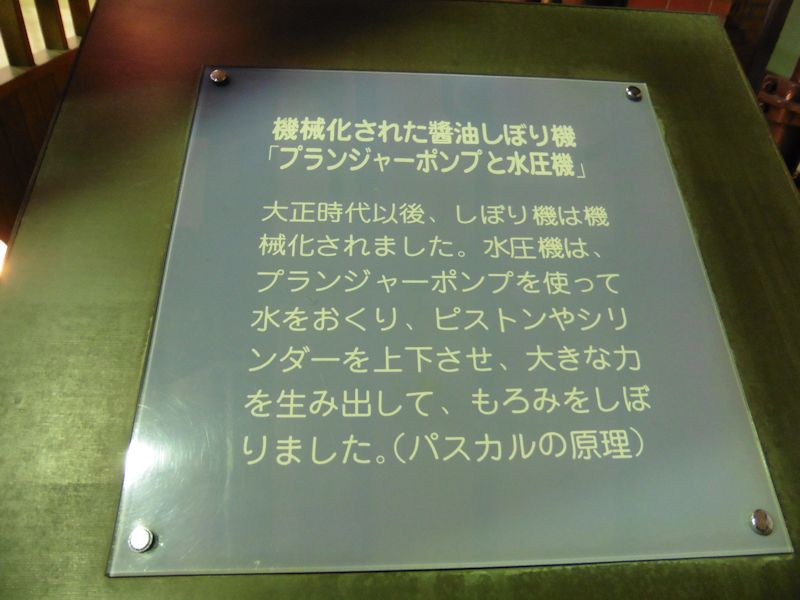 機械化された醬油しぼり機
「プランジャーポンプと水圧機」
大正時代以後、しぼり機は機
械化されました。水圧機は、
プランジャーポンプを使って
水をおくり、ピストンやシリ
ンダーを上下させ、大きな力
を生み出して、もろみをしぼ
りました。（パスカルの原理）